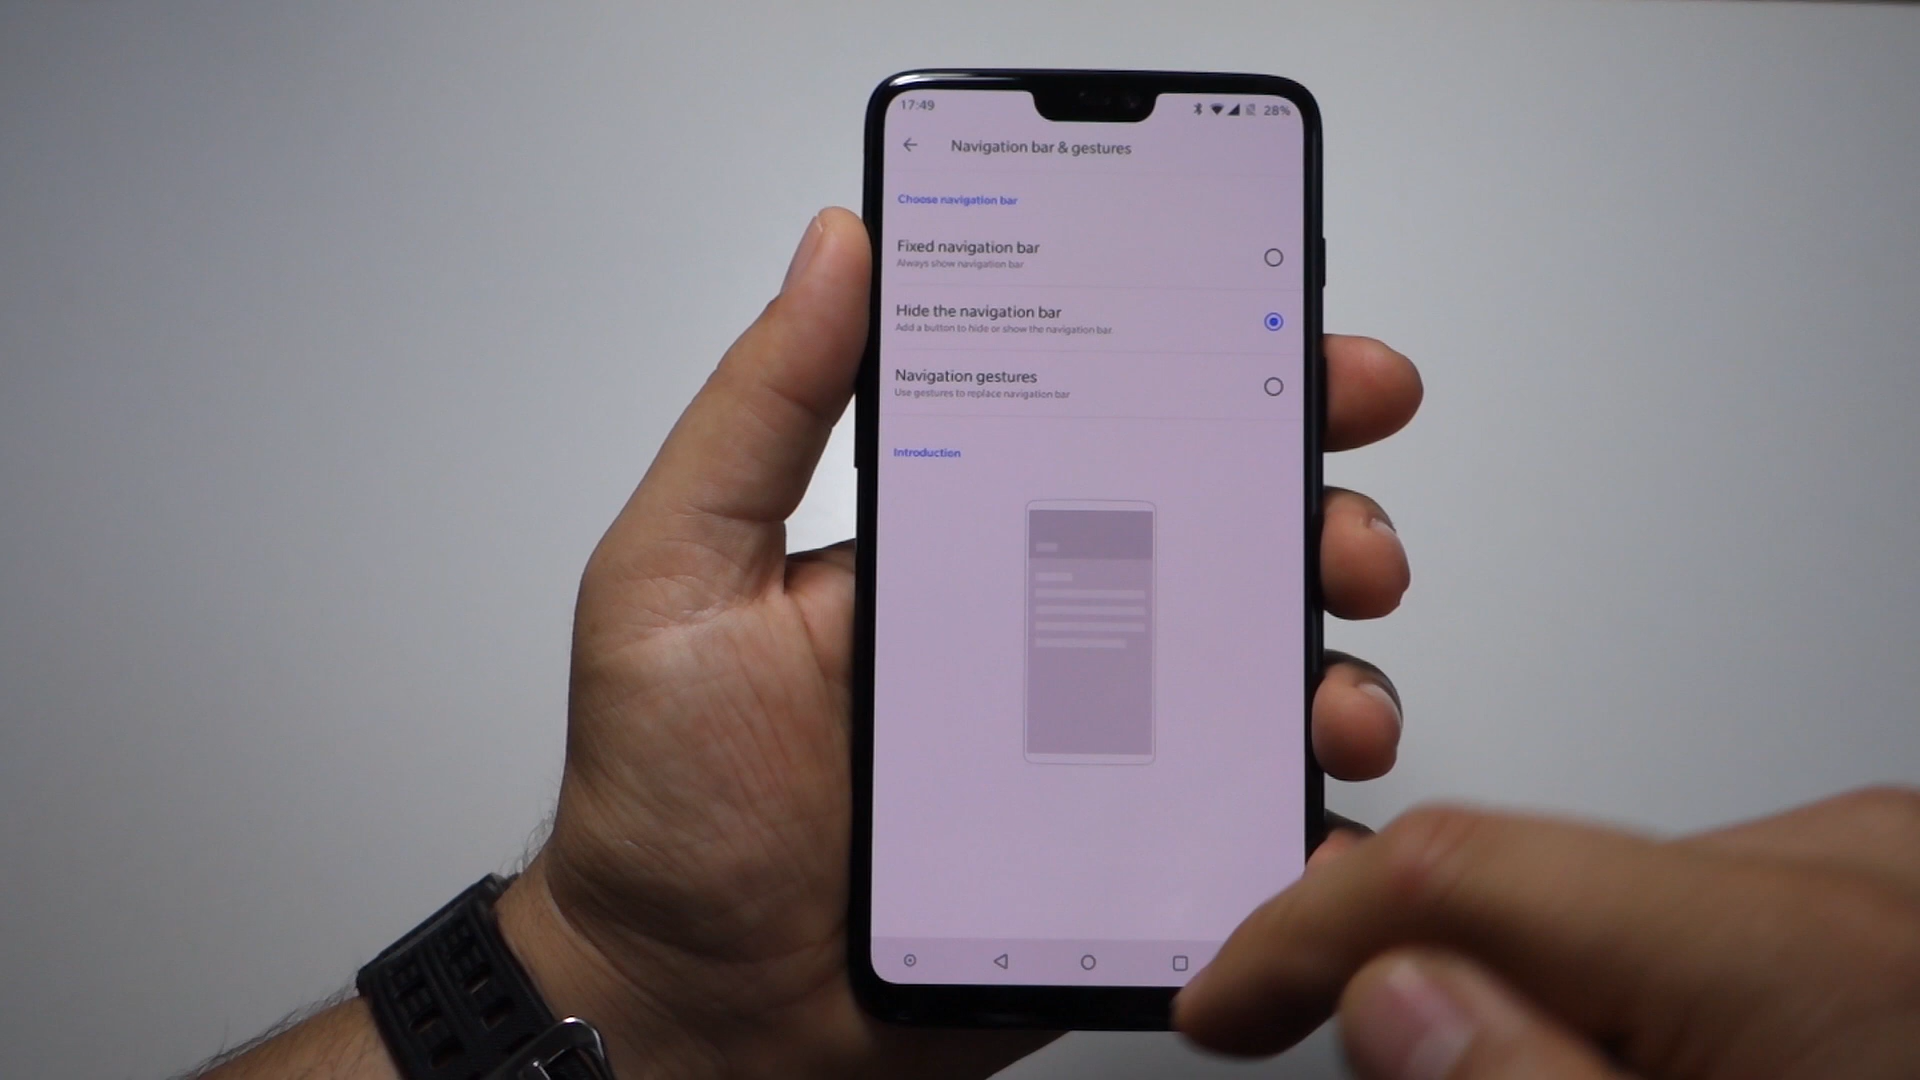 17:49 28%
Navigation bar & gestures
Choose navigation bar
Fixed navigation bar
Always show navigation bar
Hide the navigation bar
Add a button to hide or show the navigation bar.
Navigation gestures
Use gestures to replace navigation bar
Introduction